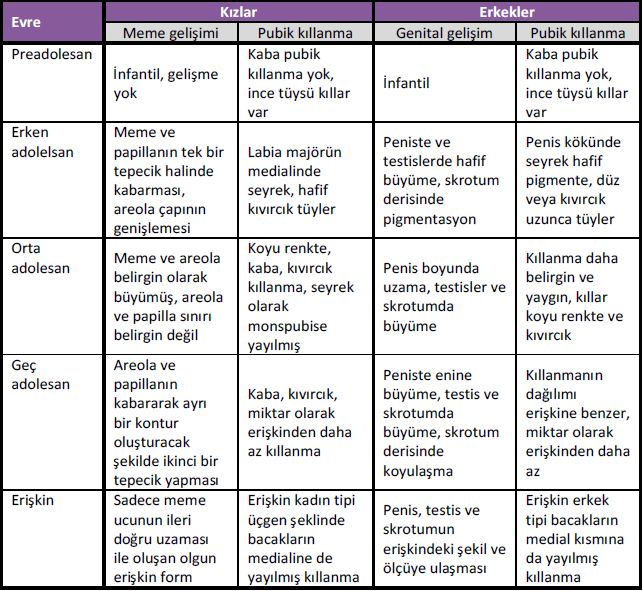 Evre
Kızlar
Erkekler
Meme gelişimi
Pubik kıllanma
Genital gelişim
Pubik kıllanma
Preadolesan
İnfantil, gelişme
yok
Kaba pubik
kıllanma yok,
ince tüysü kıllar
var
İnfantil
Kaba pubik
kıllanma yok,
ince tüysü kıllar
var
Erken
adolelsan
Meme ve
papillanın tek bir
tepecik halinde
kabarması,
areola çapının
genişlemesi
Labia majörün
medialinde
seyrek, hafif
kıvırcık tüyler
Peniste ve
testislerde hafif
büyüme, skrotum
derisinde
pigmentasyon
Penis kökünde
seyrek hafif
pigmente, düz
veya kıvırcık
uzunca tüyler
Orta
adolesan
Meme ve areola
belirgin olarak
büyümüş, areola
ve papilla sınırı
belirgin değil
Koyu renkte,
kaba, kıvırcık
kıllanma, seyrek
olarak
monspubise
yayılmış
Penis boyunda
uzama, testisler ve
skrotumda
büyüme
Kıllanma daha
belirgin ve
yaygın, kıllar
koyu renkte ve
kıvırcık
Geç
adolesan
Areola ve
papillanın
kabararak ayrı
bir kontur
oluşturacak
şekilde ikinci bir
tepecik yapması
Kaba, kıvırcık,
miktar olarak
erişkinden daha
az kıllanma
Peniste enine
büyüme, testis ve
skrotumda
büyüme, skrotum
derisinde
koyulaşma
Kıllanmanın
dağılımı
erişkine benzer,
miktar olarak
erişkinden daha
az
Erişkin
Sadece meme
ucunun ileri
doğru uzaması
ile oluşan olgun
erişkin form
Erişkin kadın tipi
üçgen şeklinde
bacakların
medialine de
yayılmış kıllanma
Penis, testis ve
skrotumun
erişkindeki şekil ve
ölçüye ulaşması
Erişkin erkek
tipi bacakların
medial kısmına
da yayılmış
kıllanma